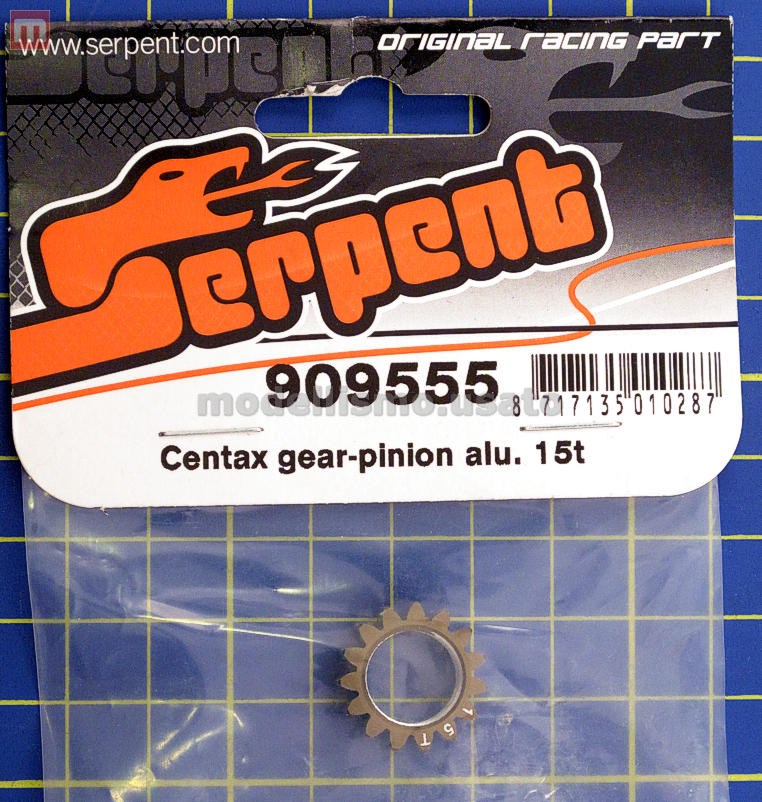 m
www.serpent.com
ORIGINAL RACING PART
Serpent
Serpent
909555
modellismo.usato
8 717135 010287
Centax gear-pinion alu. 15t
15T